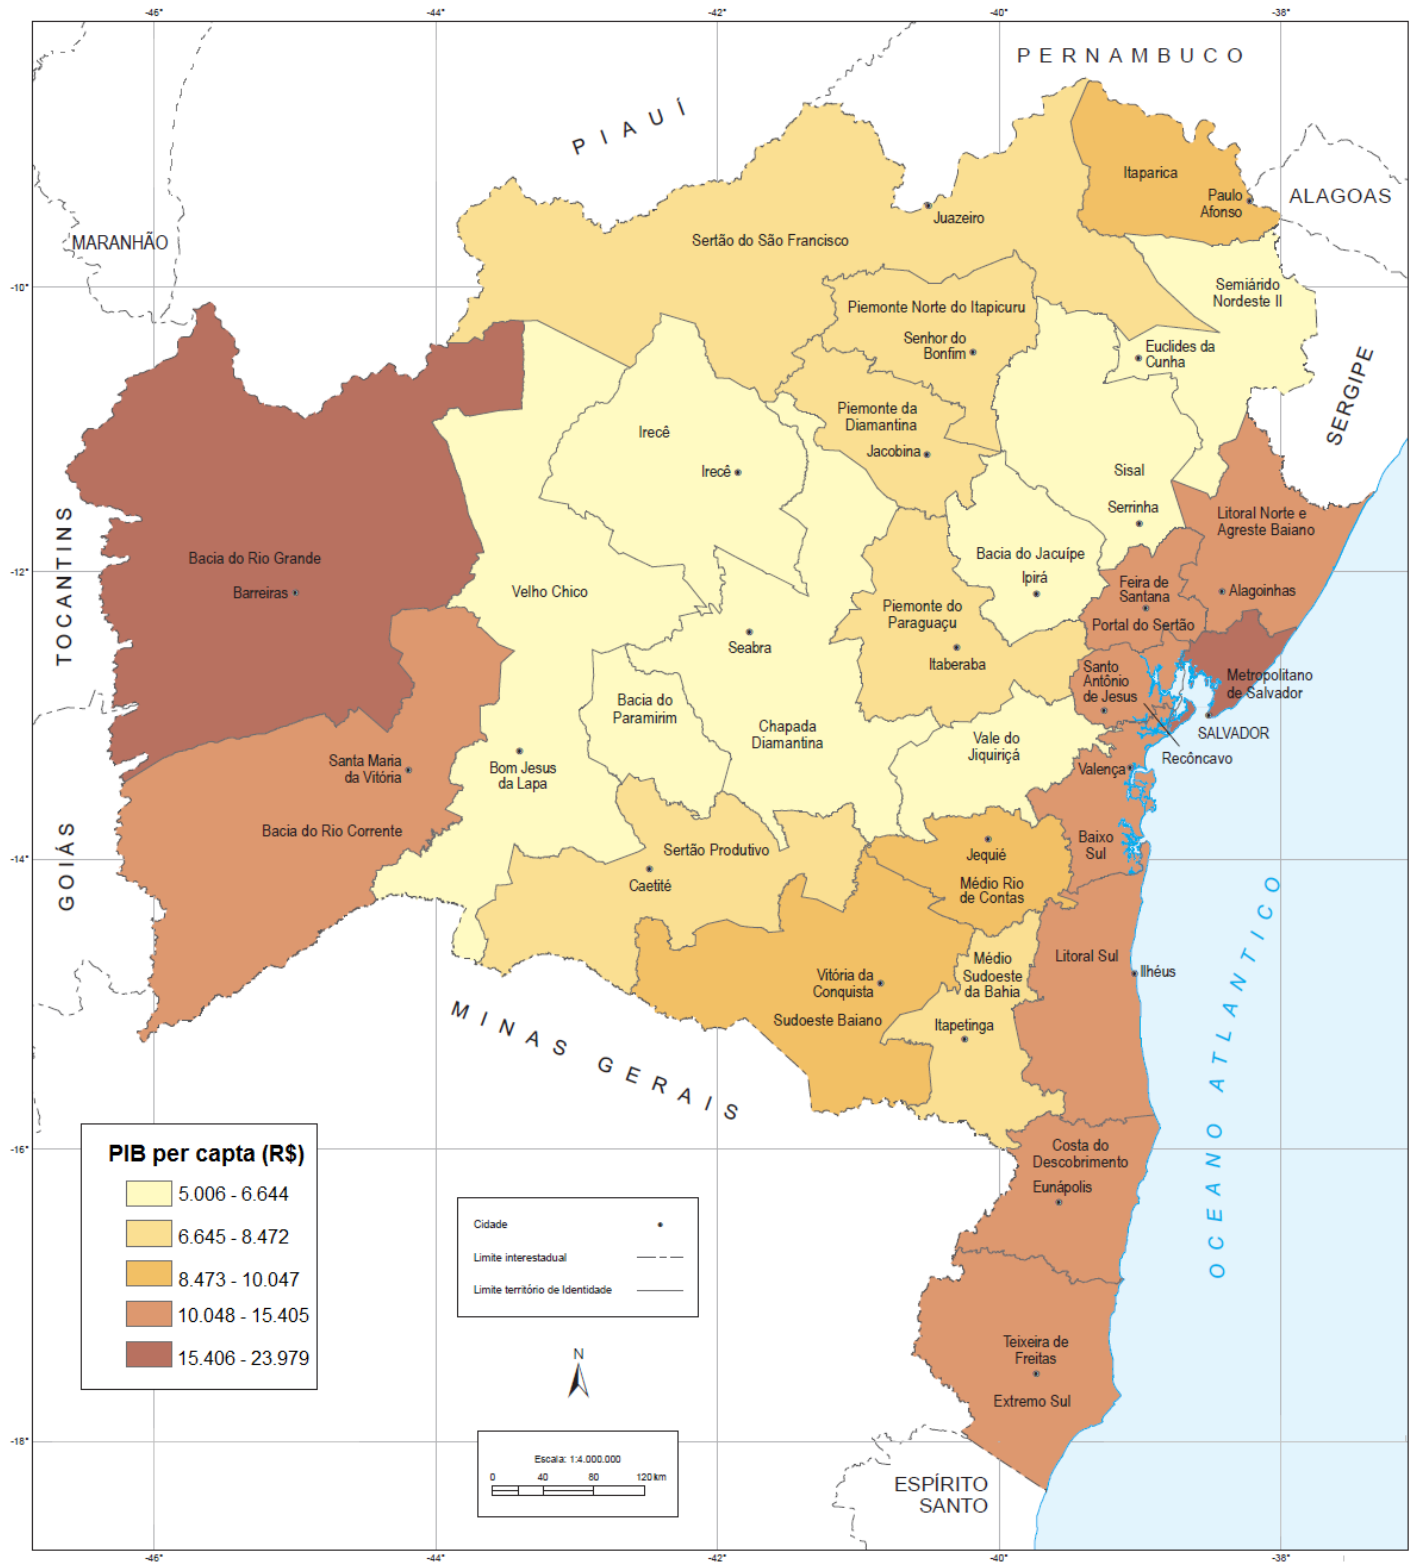 -46°
-44°
-42°
-40°
-38°
PERNAMBUCO
PIAUÍ
Itaparica
Paulo
Afonso
ALAGOAS
Juazeiro
MARANHÃO
Sertão do São Francisco
-10°
Semiárido
Nordeste II
Piemonte Norte do Itapicuru
Senhor do
Bonfim
Euclides da
Cunha
SERGIPE
Piemonte da
Diamantina
Jacobina
Irecê
Irecê
Sisal
Serrinha
Litoral Norte e
Agreste Baiano
TOCANTINS
Bacia do Rio Grande
Barreiras
-12°
Velho Chico
Bacia do Jacuípe
Ipirá
Feira de
Santana
Portal do Sertão
Alagoinhas
Piemonte do
Paraguaçu
Itaberaba
Seabra
Santo
Antônio
de Jesus
Metropolitano
de Salvador
SALVADOR
Recôncavo
Bacia do
Paramirim
Chapada
Diamantina
Vale do
Jiquiriçá
Santa Maria
da Vitória
Bom Jesus
da Lapa
Valença
Bacia do Rio Corrente
Baixo
Sul
GOIÁS
-14°
Sertão Produtivo
Caetité
Jequié
Médio Rio
de Contas
Litoral Sul
Ilhéus
Médio
Sudoeste
da Bahia
Vitória da
Conquista
Sudoeste Baiano
Itapetinga
MINAS GERAIS
OCEANO ATLANTICO
-16°
Costa do
Descobrimento
Eunápolis
PIB per capta (R$)
5.006 - 6.644
6.645 - 8.472
8.473 - 10.047
10.048 - 15.405
15.406 - 23.979
Cidade
Limite interestadual
Limite território de Identidade
N
Teixeira de
Freitas
Extremo Sul
-18°
Escala: 1:4.000.000
0 40 80 120 km
ESPÍRITO
SANTO
-46°
-44°
-42°
-40°
-38°